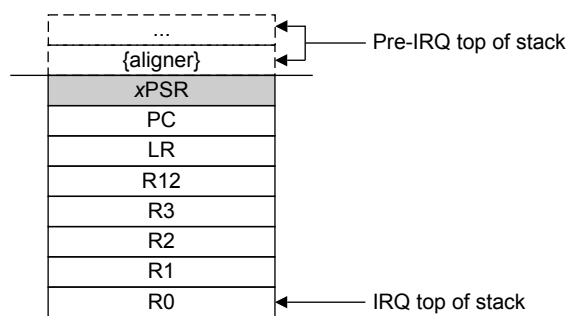 ...
Pre-IRQ top of stack
{aligner}
xPSR
PC
LR
R12
R3
R2
R1
R0
IRQ top of stack